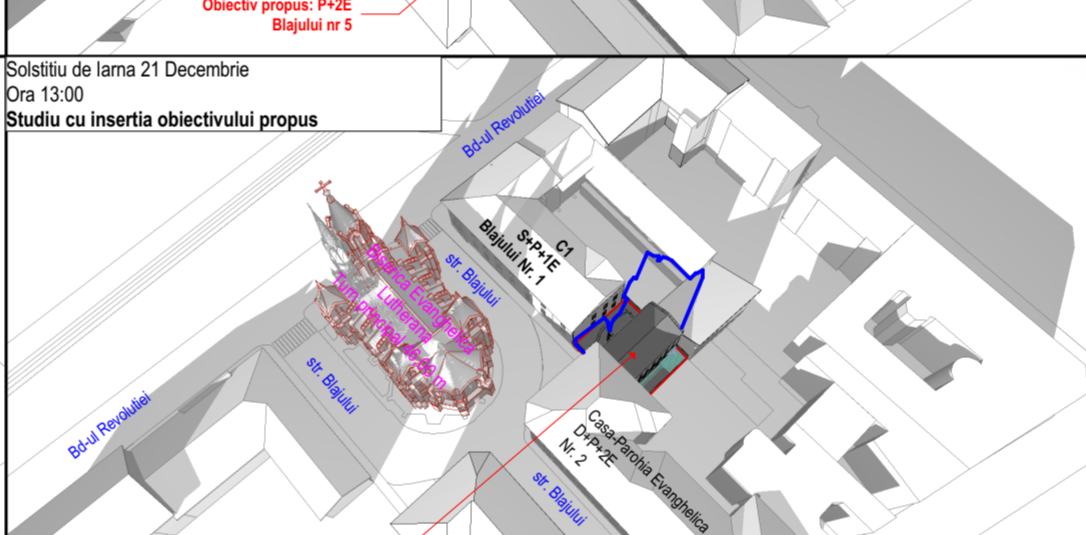 Obiectiv propus: P+2E
Blajului nr 5
Solstitiu de Iarna 21 Decembrie
Ora 13:00
Studiu cu insertia obiectivului propus
Bd-ul Revolutiei
C1
S+P+1E
Blajului Nr. 1
str. Blajului
Biserica Evanghelica
Lutherana
Turn principal
m
str. Blajului
Bd-ul Revolutiei
Casa-Parohia Evanghelica
D+P+2E
Nr. 2
str. Blajului